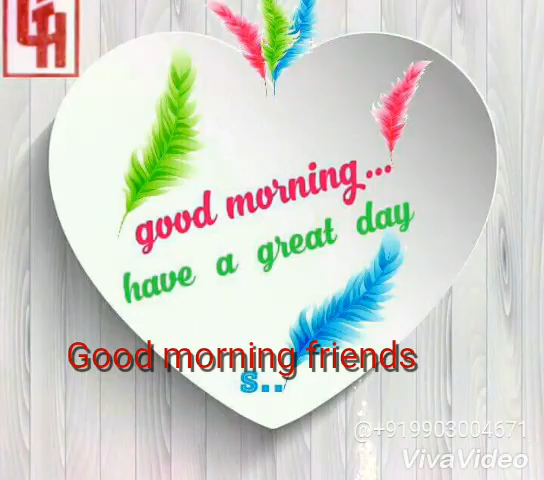 good morning...
have a great day
Good morning friends
s..
@+919903004671
VivaVideo